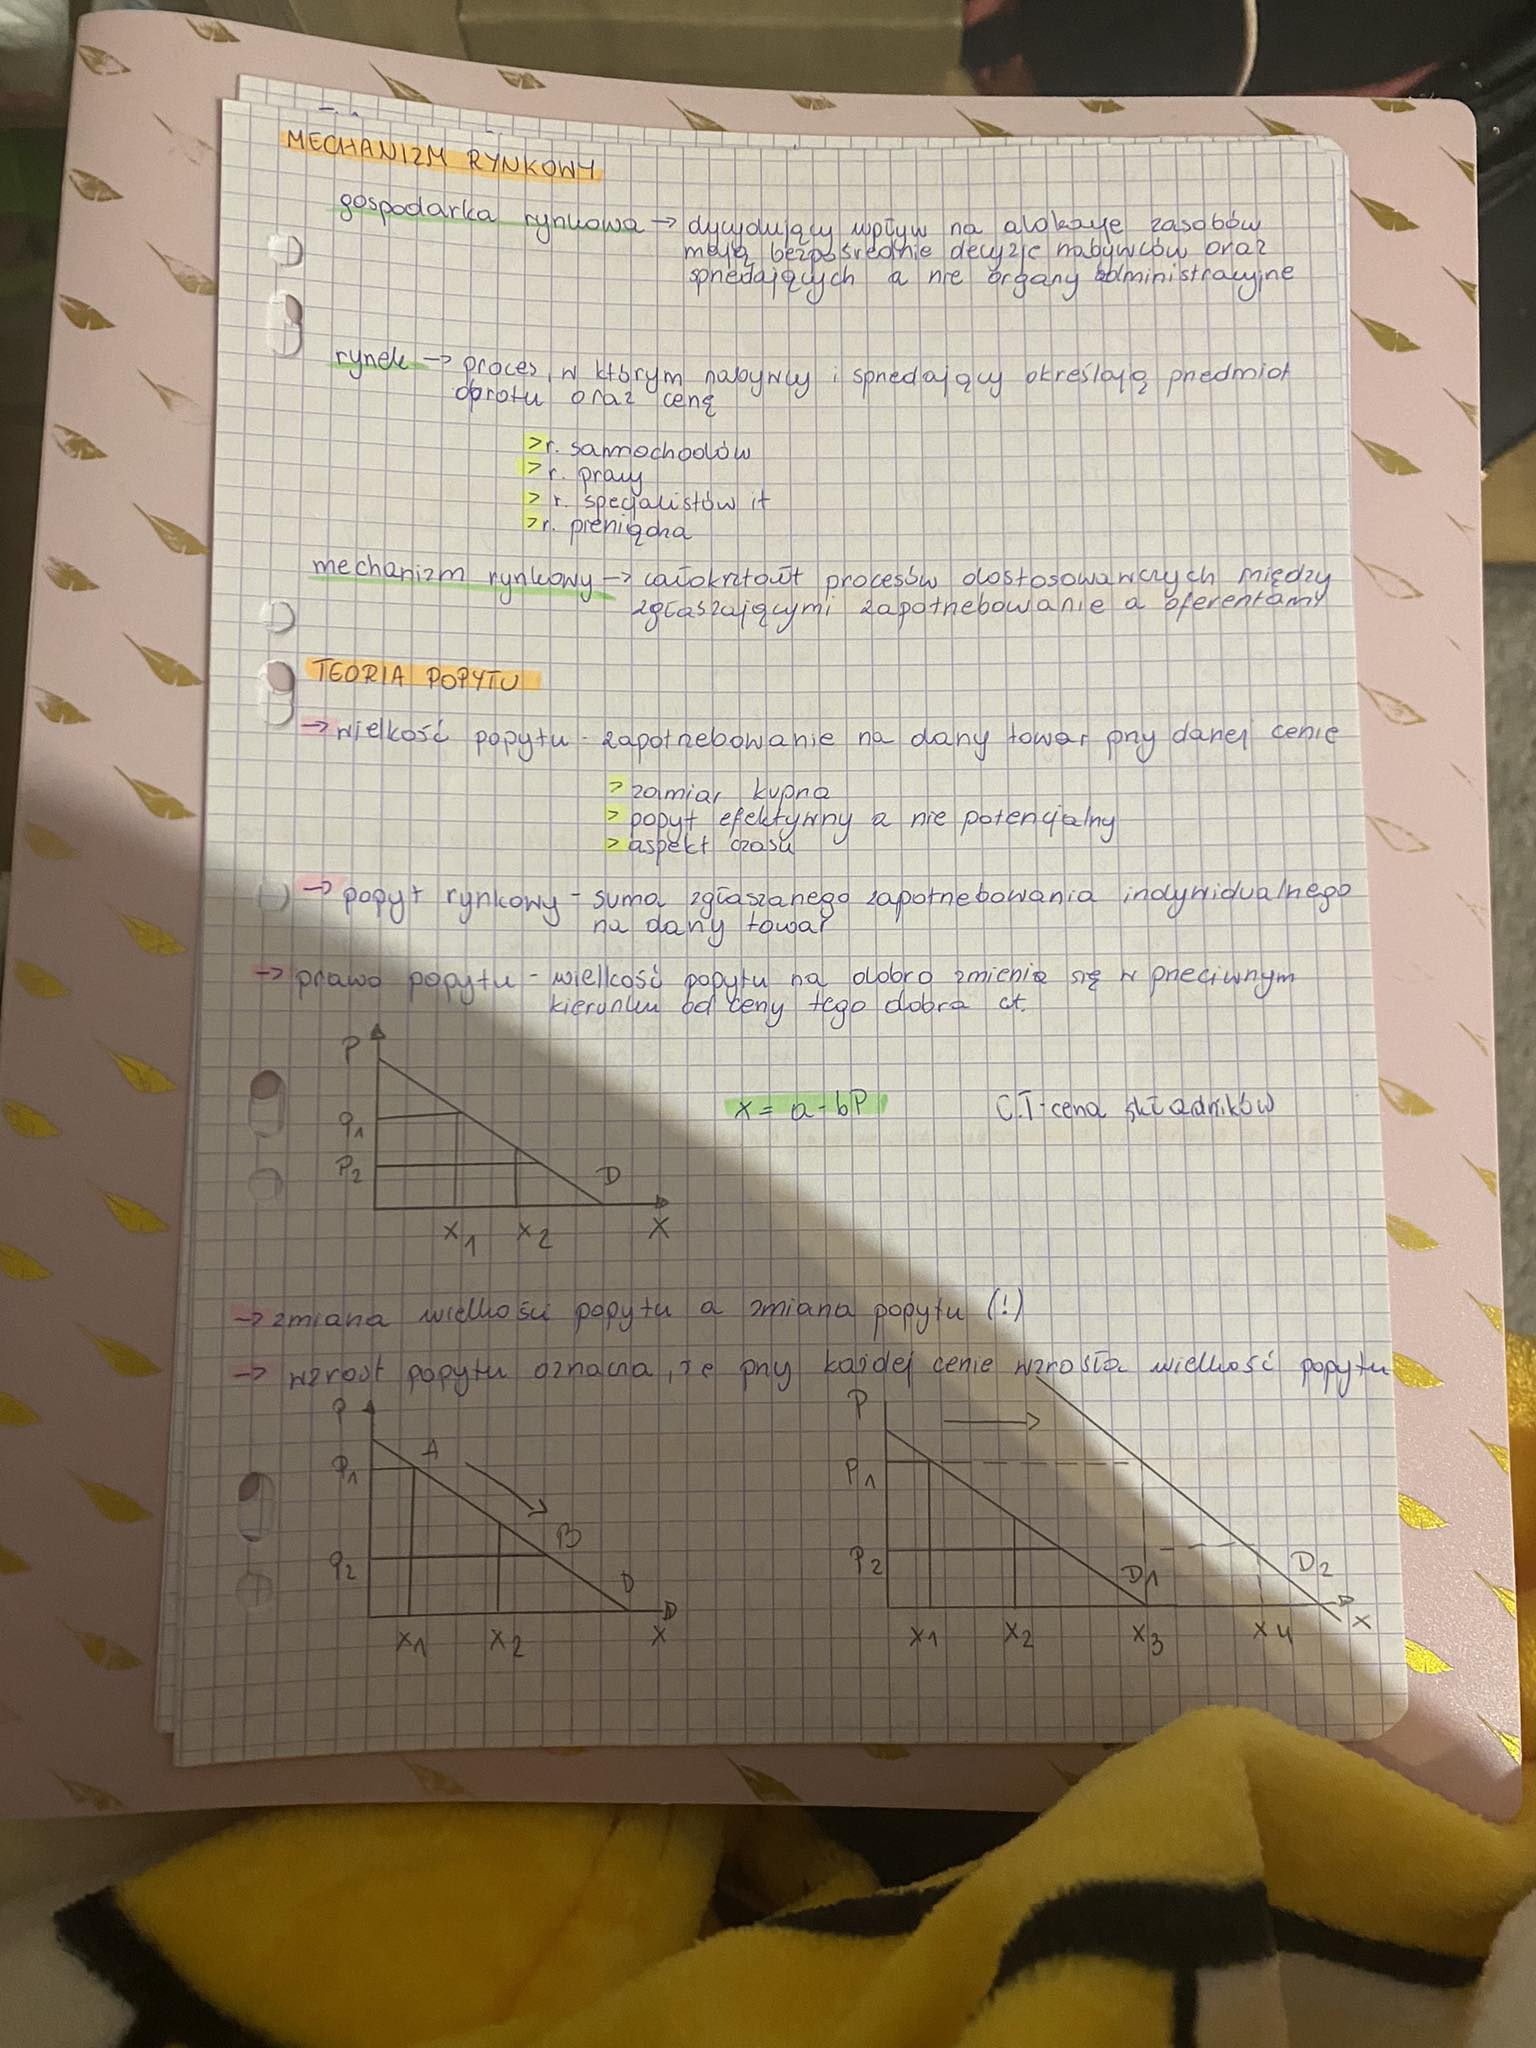 MECHANIZM RYNKOWY
gospodarka rynkowa → decydujący wpływ na alokację zasobów
mają bezpośrednie decyzje nabywców oraz
sprzedających a nie organy administracyjne
rynek → proces, w którym nabywcy i sprzedający określają przedmiot
obrotu oraz cenę
> r. samochodów
> r. pracy
> r. specjalistów it
> r. pieniądza
mechanizm rynkowy → całokształt procesów dostosowawczych między
zgłaszającymi zapotrzebowanie a oferentamy
TEORIA POPYTU
→ wielkość popytu - zapotrzebowanie na dany towar przy danej cenie
> zamiar kupna
> popyt efektywny a nie potencjalny
> aspekt czasu
→ popyt rynkowy - suma zgłaszanego zapotrzebowania indywidualnego
na dany towar
→ prawo popytu - wielkość popytu na dobro zmienia się w przeciwnym
kierunku od ceny tego dobra ct.
P
P1
P2
D
X1 X2 X
x = a - bP
C.T - cena składników
→ zmiana wielkości popytu a zmiana popytu (!)
→ wzrost popytu oznacza, że przy każdej cenie wzrosła wielkość popytu
P
A
P1
B
P2
D
X1 X2 X
P
P1
P2
D1 D2
X1 X2 X3 X4 X